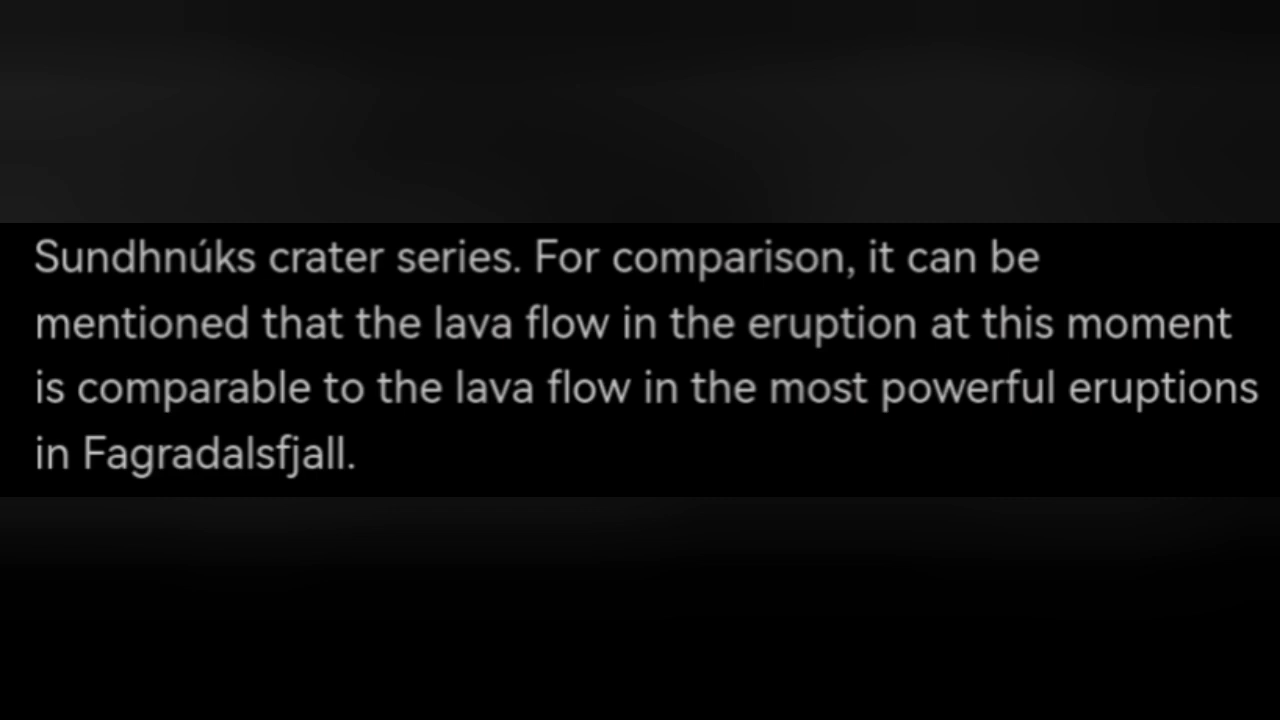 Sundhnúks crater series. For comparison, it can be
mentioned that the lava flow in the eruption at this moment
is comparable to the lava flow in the most powerful eruptions
in Fagradalsfjall.